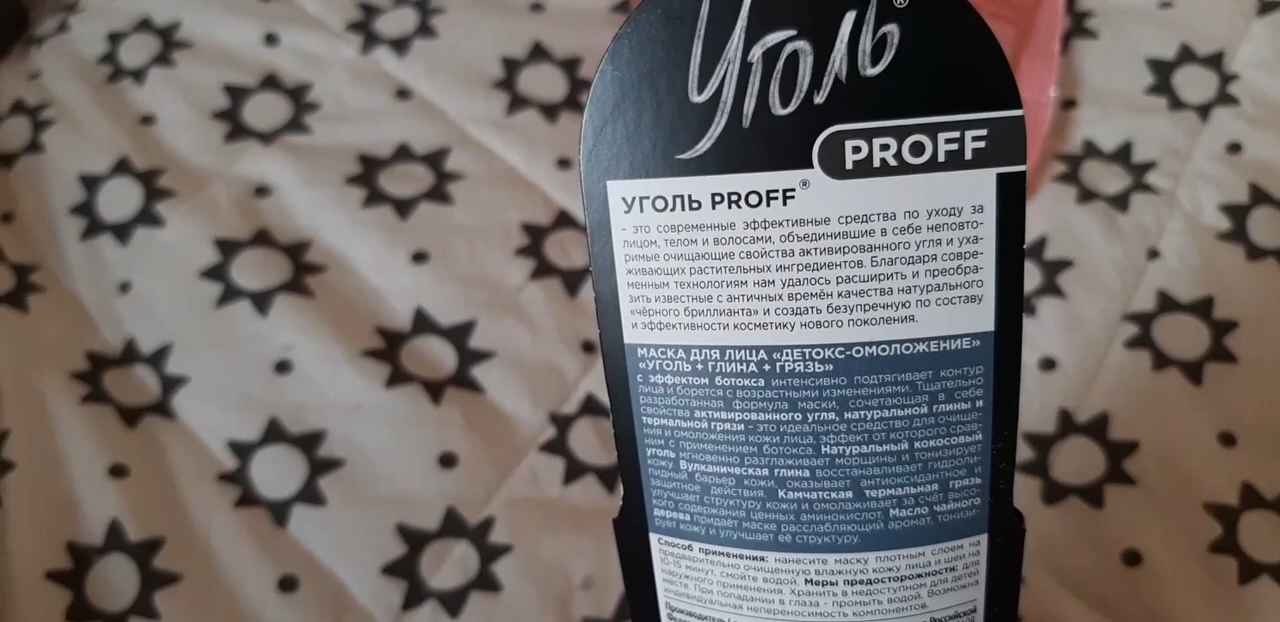 Уголь®
PROFF
УГОЛЬ PROFF®
- это современные эффективные средства по уходу за
лицом, телом и волосами, объединившие в себе неповто-
римые очищающие свойства активированного угля и уха-
живающих растительных ингредиентов. Благодаря совре-
менным технологиям нам удалось расширить и преобра-
зить известные с античных времён качества натурального
«чёрного бриллианта» и создать безупречную по составу
и эффективности косметику нового поколения.
МАСКА ДЛЯ ЛИЦА «ДЕТОКС-ОМОЛОЖЕНИЕ»
«УГОЛЬ + ГЛИНА + ГРЯЗЬ»
с эффектом ботокса интенсивно подтягивает контур
лица и борется с возрастными изменениями. Тщательно
разработанная формула маски, сочетающая в себе
свойства активированного угля, натуральной глины и
термальной грязи - это идеальное средство для очище-
ния и омоложения кожи лица, эффект от которого срав-
ним с применением ботокса. Натуральный кокосовый
уголь мгновенно разглаживает морщины и тонизирует
кожу. Вулканическая глина восстанавливает гидроли-
пидный барьер кожи, оказывает антиоксидантное и
защитное действия. Камчатская термальная грязь
улучшает структуру кожи и омолаживает за счёт высо-
кого содержания ценных аминокислот. Масло чайного
дерева придаёт маске расслабляющий аромат, тонизи-
рует кожу и улучшает её структуру.
Способ применения: нанесите маску плотным слоем на
предварительно очищенную влажную кожу лица и шеи на
10-15 минут, смойте водой. Меры предосторожности: для
наружного применения. Хранить в недоступном для детей
месте. При попадании в глаза - промыть водой. Возможна
индивидуальная непереносимость компонентов.
Производитель Российской